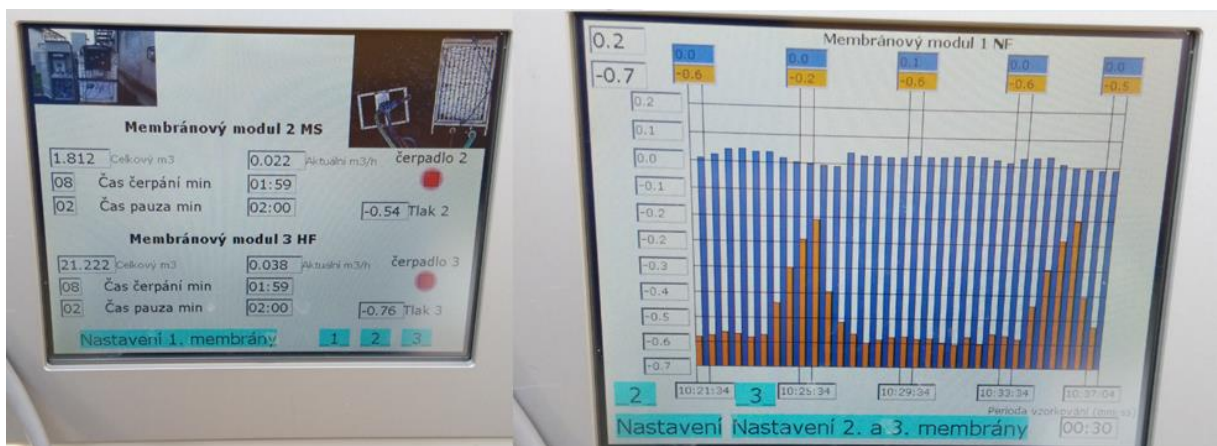 Membránový modul 2 MS
1.812 Celkový m3 0.022 Aktuální m3/h čerpadlo 2
08 Čas čerpání min 01:59
02 Čas pauza min 02:00 -0.54 Tlak 2
Membránový modul 3 HF
21.222 Celkový m3 0.038 Aktuální m3/h čerpadlo 3
08 Čas čerpání min 01:59
02 Čas pauza min 02:00 -0.76 Tlak 3
Nastavení 1. membrány 1 2 3
0.2 Membránový modul 1 NF
0.0 0.0 0.1 0.0 0.0
-0.7 -0.6 -0.2 -0.6 -0.6 -0.5
0.2
0.1
0.0
-0.1
-0.2
-0.2
-0.3
-0.4
-0.5
-0.6
-0.7
10:21:34 10:25:34 10:29:34 10:33:34 10:37:04
2 3
Perioda vzorkování (mm:ss)
Nastavení Nastavení 2. a 3. membrány 00:30